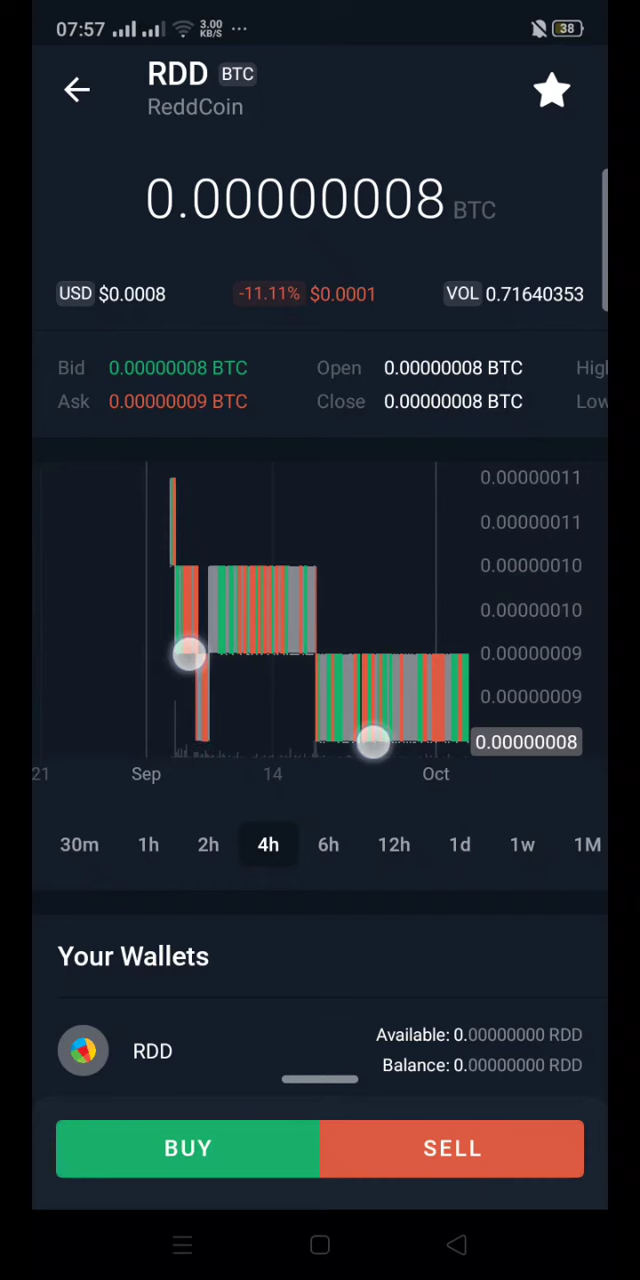 07:57 3.00 KB/S ... 38
RDD BTC
ReddCoin
0.00000008 BTC
USD $0.0008 -11.11% $0.0001 VOL 0.71640353
Bid 0.00000008 BTC Open 0.00000008 BTC High
Ask 0.00000009 BTC Close 0.00000008 BTC Low
0.00000011
0.00000011
0.00000010
0.00000010
0.00000009
0.00000009
0.00000008
21 Sep 14 Oct
30m 1h 2h 4h 6h 12h 1d 1w 1M
Your Wallets
RDD
Available: 0.00000000 RDD
Balance: 0.00000000 RDD
BUY SELL